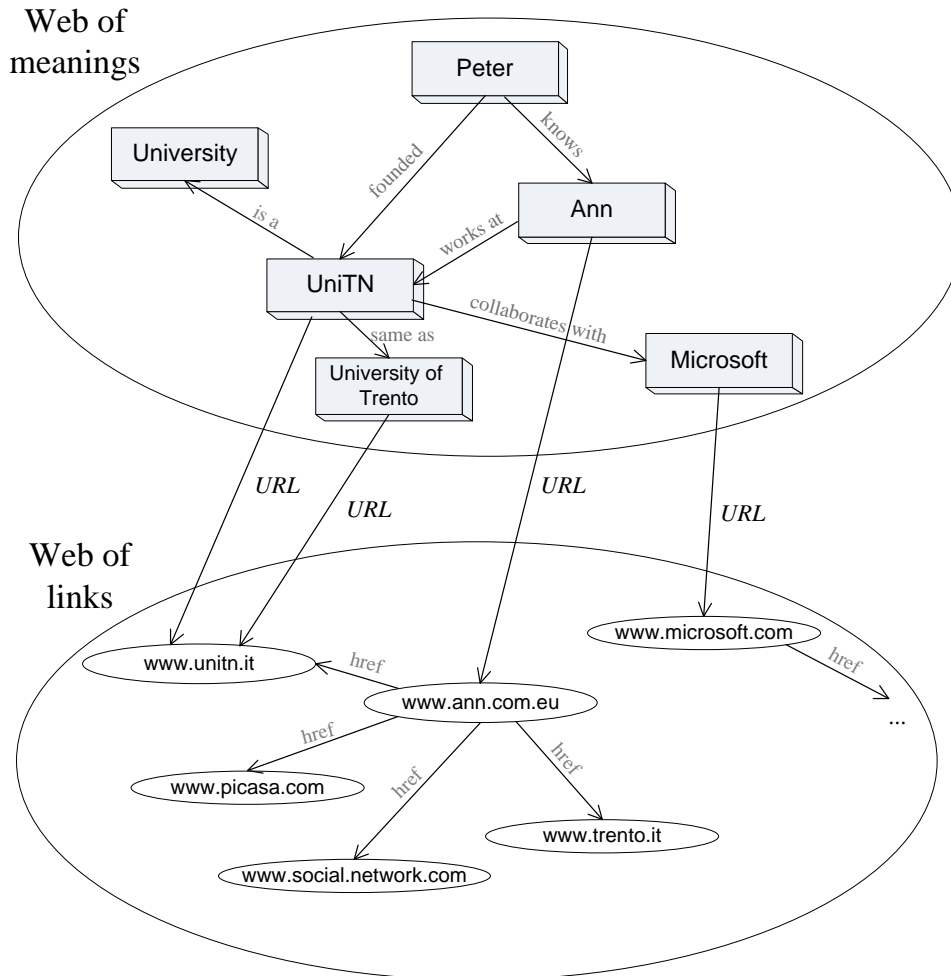 Web of
meanings
Peter
University
founded
knows
is a
Ann
works at
UniTN
collaborates with
same as
University of
Trento
Microsoft
URL
URL
URL
URL
Web of
links
www.microsoft.com
www.unitn.it
href
href
www.ann.com.eu
...
href
href
href
www.picasa.com
www.trento.it
www.social.network.com